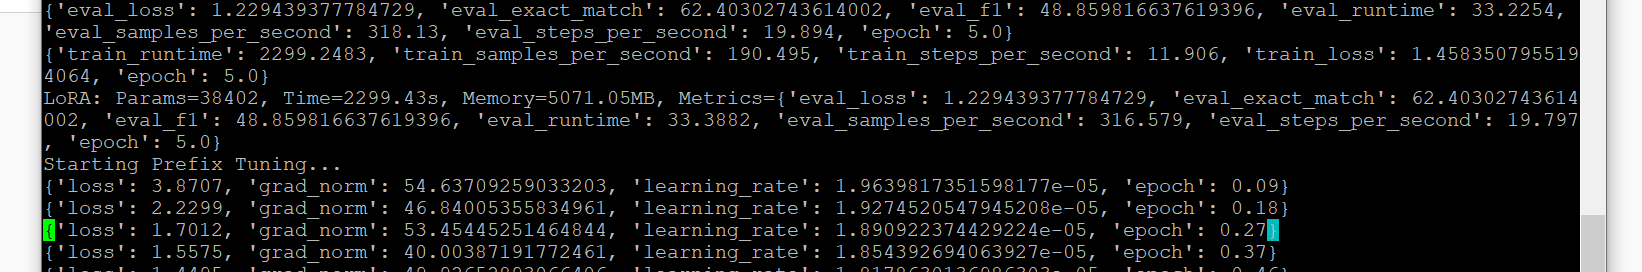 {'eval_loss': 1.229439377784729, 'eval_exact_match': 62.40302743614002, 'eval_f1': 48.859816637619396, 'eval_runtime': 33.2254,
'eval_samples_per_second': 318.13, 'eval_steps_per_second': 19.894, 'epoch': 5.0}
{'train_runtime': 2299.2483, 'train_samples_per_second': 190.495, 'train_steps_per_second': 11.906, 'train_loss': 1.458350795519
4064, 'epoch': 5.0}
LoRA: Params=38402, Time=2299.43s, Memory=5071.05MB, Metrics={'eval_loss': 1.229439377784729, 'eval_exact_match': 62.40302743614
002, 'eval_f1': 48.859816637619396, 'eval_runtime': 33.3882, 'eval_samples_per_second': 316.579, 'eval_steps_per_second': 19.797
, 'epoch': 5.0}
Starting Prefix Tuning...
{'loss': 3.8707, 'grad_norm': 54.63709259033203, 'learning_rate': 1.9639817351598177e-05, 'epoch': 0.09}
{'loss': 2.2299, 'grad_norm': 46.84005355834961, 'learning_rate': 1.9274520547945208e-05, 'epoch': 0.18}
{'loss': 1.7012, 'grad_norm': 53.45445251464844, 'learning_rate': 1.890922374429224e-05, 'epoch': 0.27}
{'loss': 1.5575, 'grad_norm': 40.00387191772461, 'learning_rate': 1.854392694063927e-05, 'epoch': 0.37}